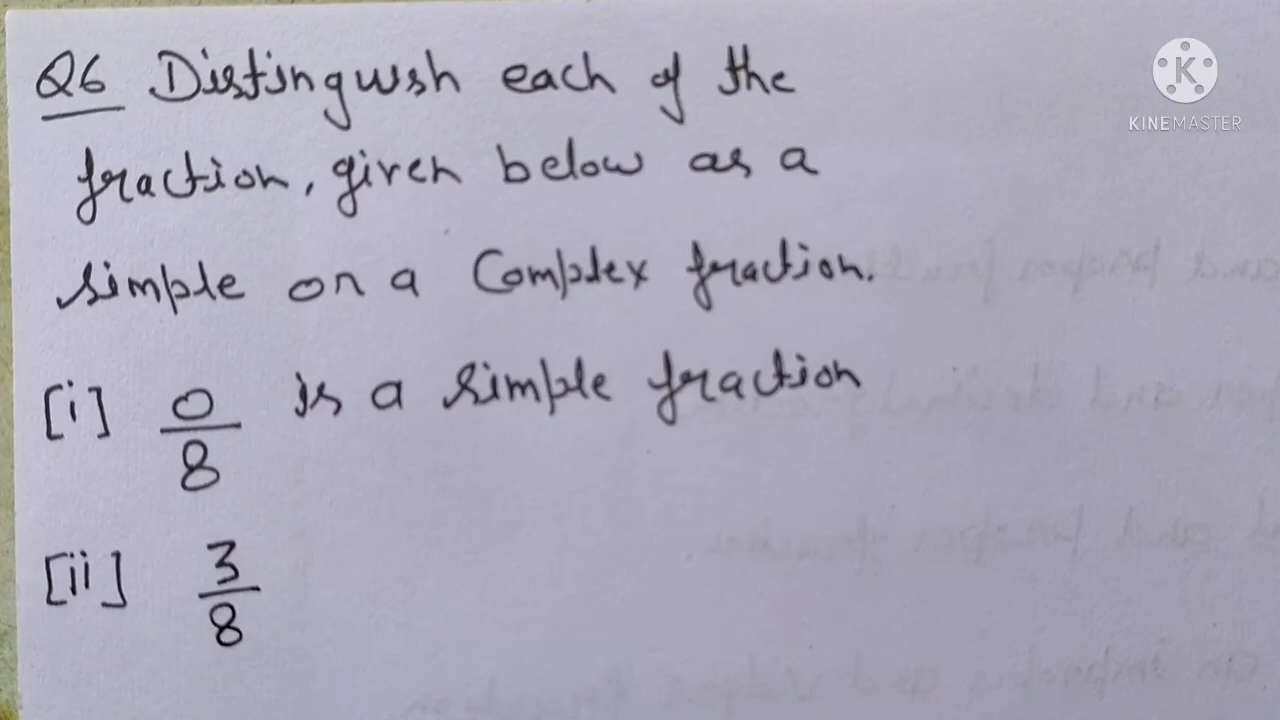 Q6 Distinguish each of the
fraction, given below as a
simple or a Complex fraction.
[i] 0/8 is a simple fraction
[ii] 3/8
K
KINEMASTER